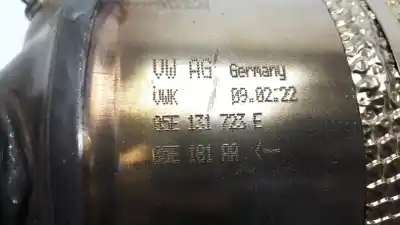 VW AG Germany
VWK 09.02.22
05E 131 723 E
05E 181 AA <--